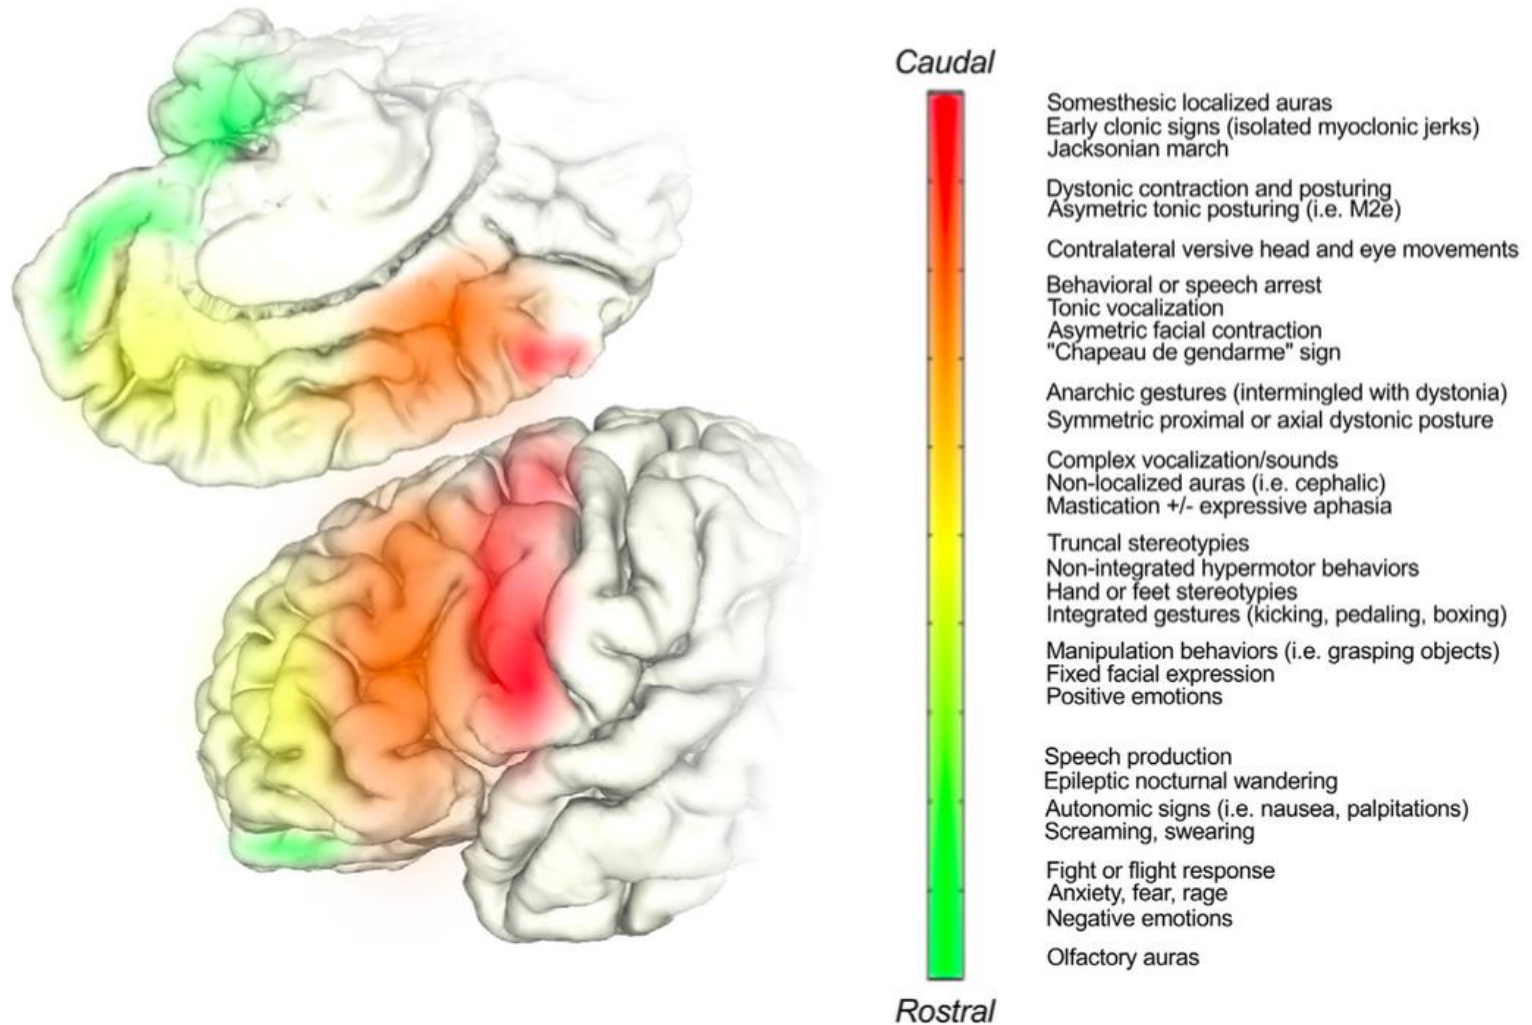 Caudal
Somesthesic localized auras
Early clonic signs (isolated myoclonic jerks)
Jacksonian march
Dystonic contraction and posturing
Asymetric tonic posturing (i.e. M2e)
Contralateral versive head and eye movements
Behavioral or speech arrest
Tonic vocalization
Asymetric facial contraction
"Chapeau de gendarme" sign
Anarchic gestures (intermingled with dystonia)
Symmetric proximal or axial dystonic posture
Complex vocalization/sounds
Non-localized auras (i.e. cephalic)
Mastication +/- expressive aphasia
Truncal stereotypies
Non-integrated hypermotor behaviors
Hand or feet stereotypies
Integrated gestures (kicking, pedaling, boxing)
Manipulation behaviors (i.e. grasping objects)
Fixed facial expression
Positive emotions
Speech production
Epileptic nocturnal wandering
Autonomic signs (i.e. nausea, palpitations)
Screaming, swearing
Fight or flight response
Anxiety, fear, rage
Negative emotions
Olfactory auras
Rostral